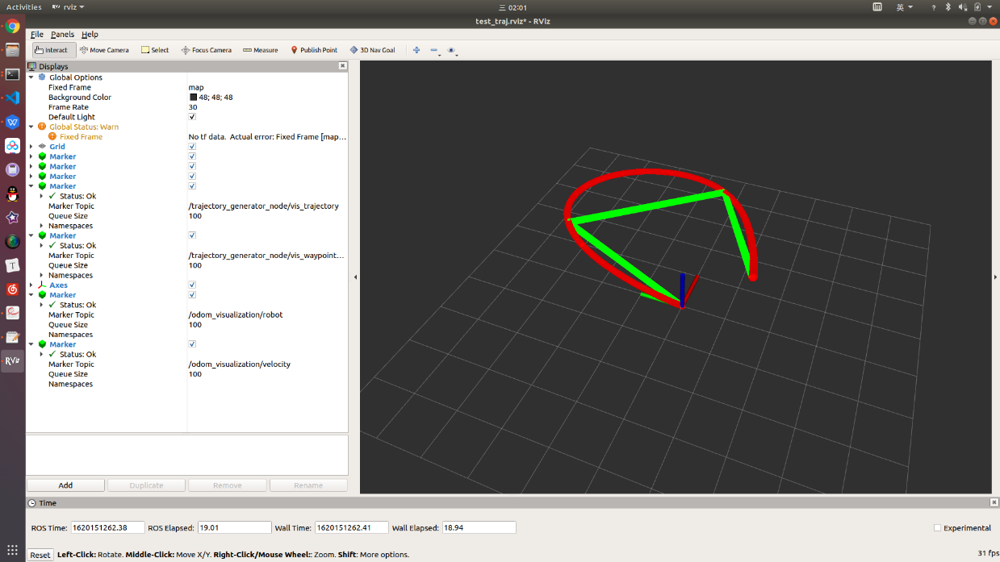 Activities rviz 三 02:01 英 ?
test_traj.rviz* - RViz
File Panels Help
Interact Move Camera Select Focus Camera Measure Publish Point 3D Nav Goal
Displays
Global Options
Fixed Frame map
Background Color 48; 48; 48
Frame Rate 30
Default Light
Global Status: Warn
Fixed Frame No tf data. Actual error: Fixed Frame [map...
Grid
Marker
Marker
Marker
Marker
Status: Ok
Marker Topic /trajectory_generator_node/vis_trajectory
Queue Size 100
Namespaces
Marker
Status: Ok
Marker Topic /trajectory_generator_node/vis_waypoint...
Queue Size 100
Namespaces
Axes
Marker
Status: Ok
Marker Topic /odom_visualization/robot
Queue Size 100
Namespaces
Marker
Status: Ok
Marker Topic /odom_visualization/velocity
Queue Size 100
Namespaces
Add Duplicate Remove Rename
Time
ROS Time: 1620151262.38 ROS Elapsed: 19.01 Wall Time: 1620151262.41 Wall Elapsed: 18.94 Experimental
Reset Left-Click: Rotate. Middle-Click: Move X/Y. Right-Click/Mouse Wheel:: Zoom. Shift: More options. 31 fps
RViz